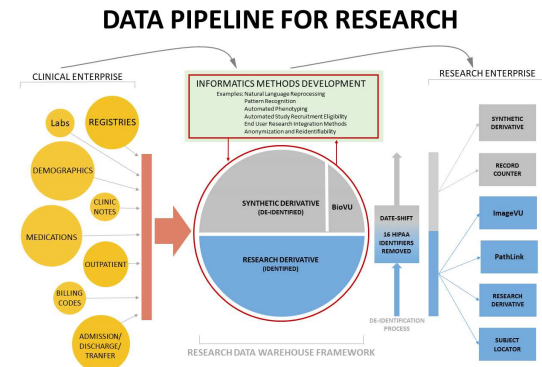 DATA PIPELINE FOR RESEARCH
CLINICAL ENTERPRISE
Labs
REGISTRIES
DEMOGRAPHICS
CLINIC
NOTES
MEDICATIONS
OUTPATIENT
BILLING
CODES
ADMISSION/
DISCHARGE/
TRANFER
INFORMATICS METHODS DEVELOPMENT
Examples: Natural Language Reprocessing
Pattern Recognition
Automated Phenotyping
Automated Study Recruitment Eligibility
End User Research Integration Methods
Anonymization and Reidentifiability
SYNTHETIC DERIVATIVE
(DE-IDENTIFIED)
BioVU
RESEARCH DERIVATIVE
(IDENTIFIED)
RESEARCH DATA WAREHOUSE FRAMEWORK
DATE-SHIFT
16 HIPAA
IDENTIFIERS
REMOVED
DE-IDENTIFICATION
PROCESS
RESEARCH ENTERPRISE
SYNTHETIC
DERIVATIVE
RECORD
COUNTER
ImageVU
PathLink
RESEARCH
DERIVATIVE
SUBJECT
LOCATOR